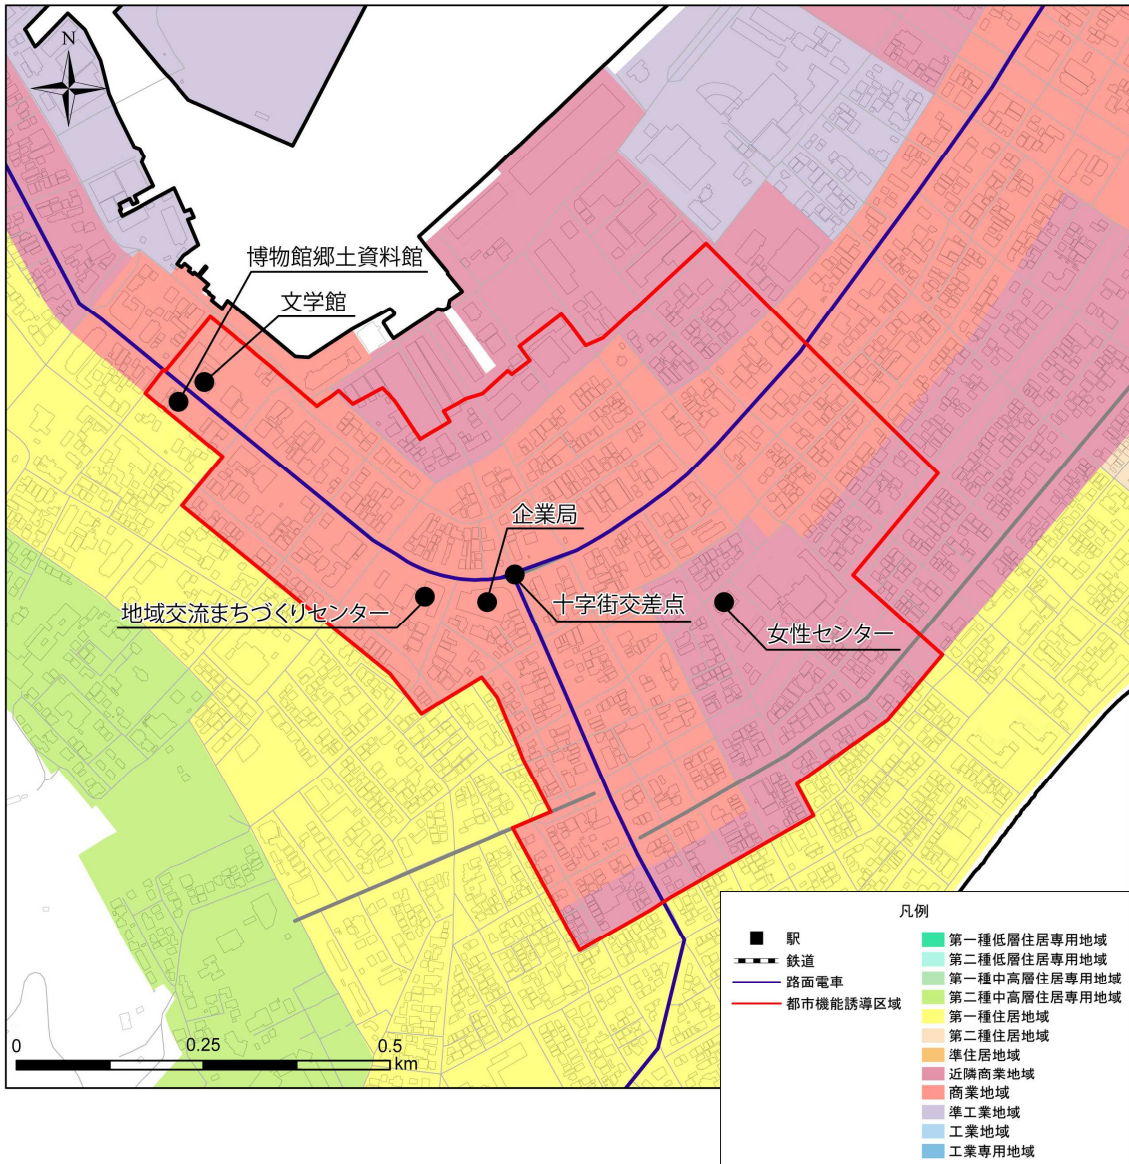 N
博物館郷土資料館
文学館
企業局
地域交流まちづくりセンター
十字街交差点
女性センター
0 0.25 0.5
km
凡例
駅
鉄道
路面電車
都市機能誘導区域
第一種低層住居専用地域
第二種低層住居専用地域
第一種中高層住居専用地域
第二種中高層住居専用地域
第一種住居地域
第二種住居地域
準住居地域
近隣商業地域
商業地域
準工業地域
工業地域
工業専用地域